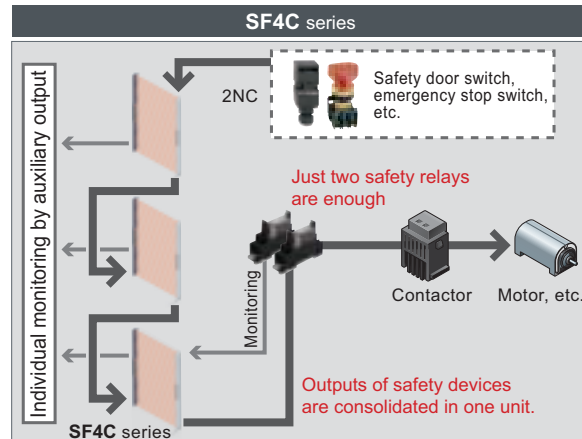 SF4C series
Individual monitoring by auxiliary output
2NC
Safety door switch,
emergency stop switch,
etc.
Just two safety relays
are enough
Monitoring
Contactor
Motor, etc.
Outputs of safety devices
are consolidated in one unit.
SF4C series